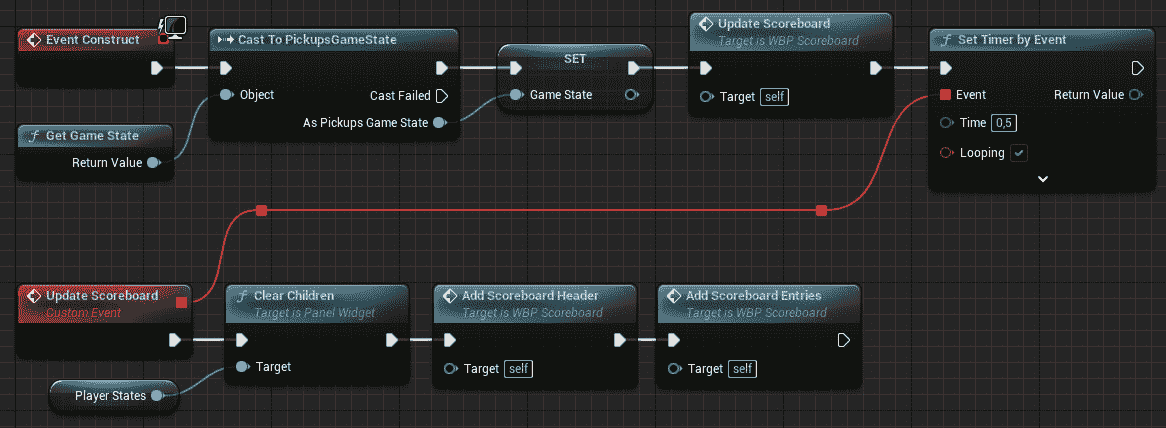 Event Construct
Cast To PickupsGameState
Object
Cast Failed
As Pickups Game State
SET
Game State
Update Scoreboard
Target is WBP Scoreboard
Target self
Set Timer by Event
Event Return Value
Time 0,5
Looping
Get Game State
Return Value
Update Scoreboard
Custom Event
Clear Children
Target is Panel Widget
Target
Add Scoreboard Header
Target is WBP Scoreboard
Target self
Add Scoreboard Entries
Target is WBP Scoreboard
Target self
Player States